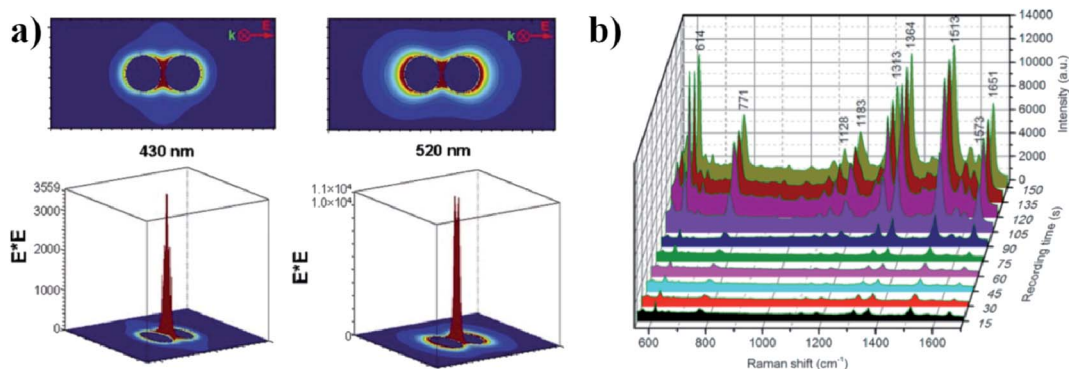 a)
k E
k E
430 nm
520 nm
3559
3000
2000
1000
0
E*E
1.1×10⁴
1.0×10⁴
0
E*E
b)
614
771
1128
1183
1313
1364
1513
1573
1651
14000
12000
10000
8000
6000
4000
2000
0
Intensity (a.u.)
150
135
120
105
90
75
60
45
30
15
Recording time (s)
600 800 1000 1200 1400 1600
Raman shift (cm⁻¹)